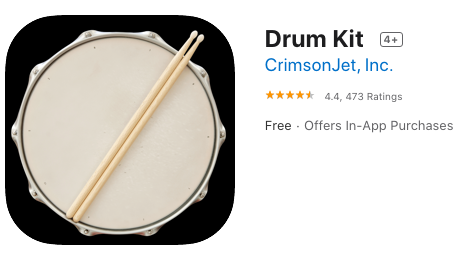 Drum Kit 4+
CrimsonJet, Inc.
4.4, 473 Ratings
Free · Offers In-App Purchases